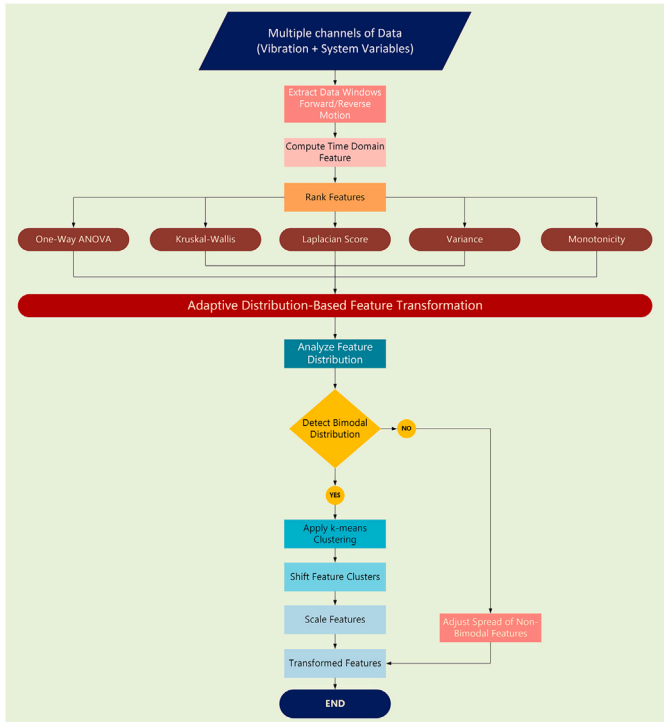 Multiple channels of Data
(Vibration + System Variables)
Extract Data Windows
Forward/Reverse
Motion
Compute Time Domain
Feature
Rank Features
One-Way ANOVA
Kruskal-Wallis
Laplacian Score
Variance
Monotonicity
Adaptive Distribution-Based Feature Transformation
Analyze Feature
Distribution
Detect Bimodal
Distribution
NO
YES
Apply k-means
Clustering
Shift Feature Clusters
Scale Features
Adjust Spread of Non-
Bimodal Features
Transformed Features
END